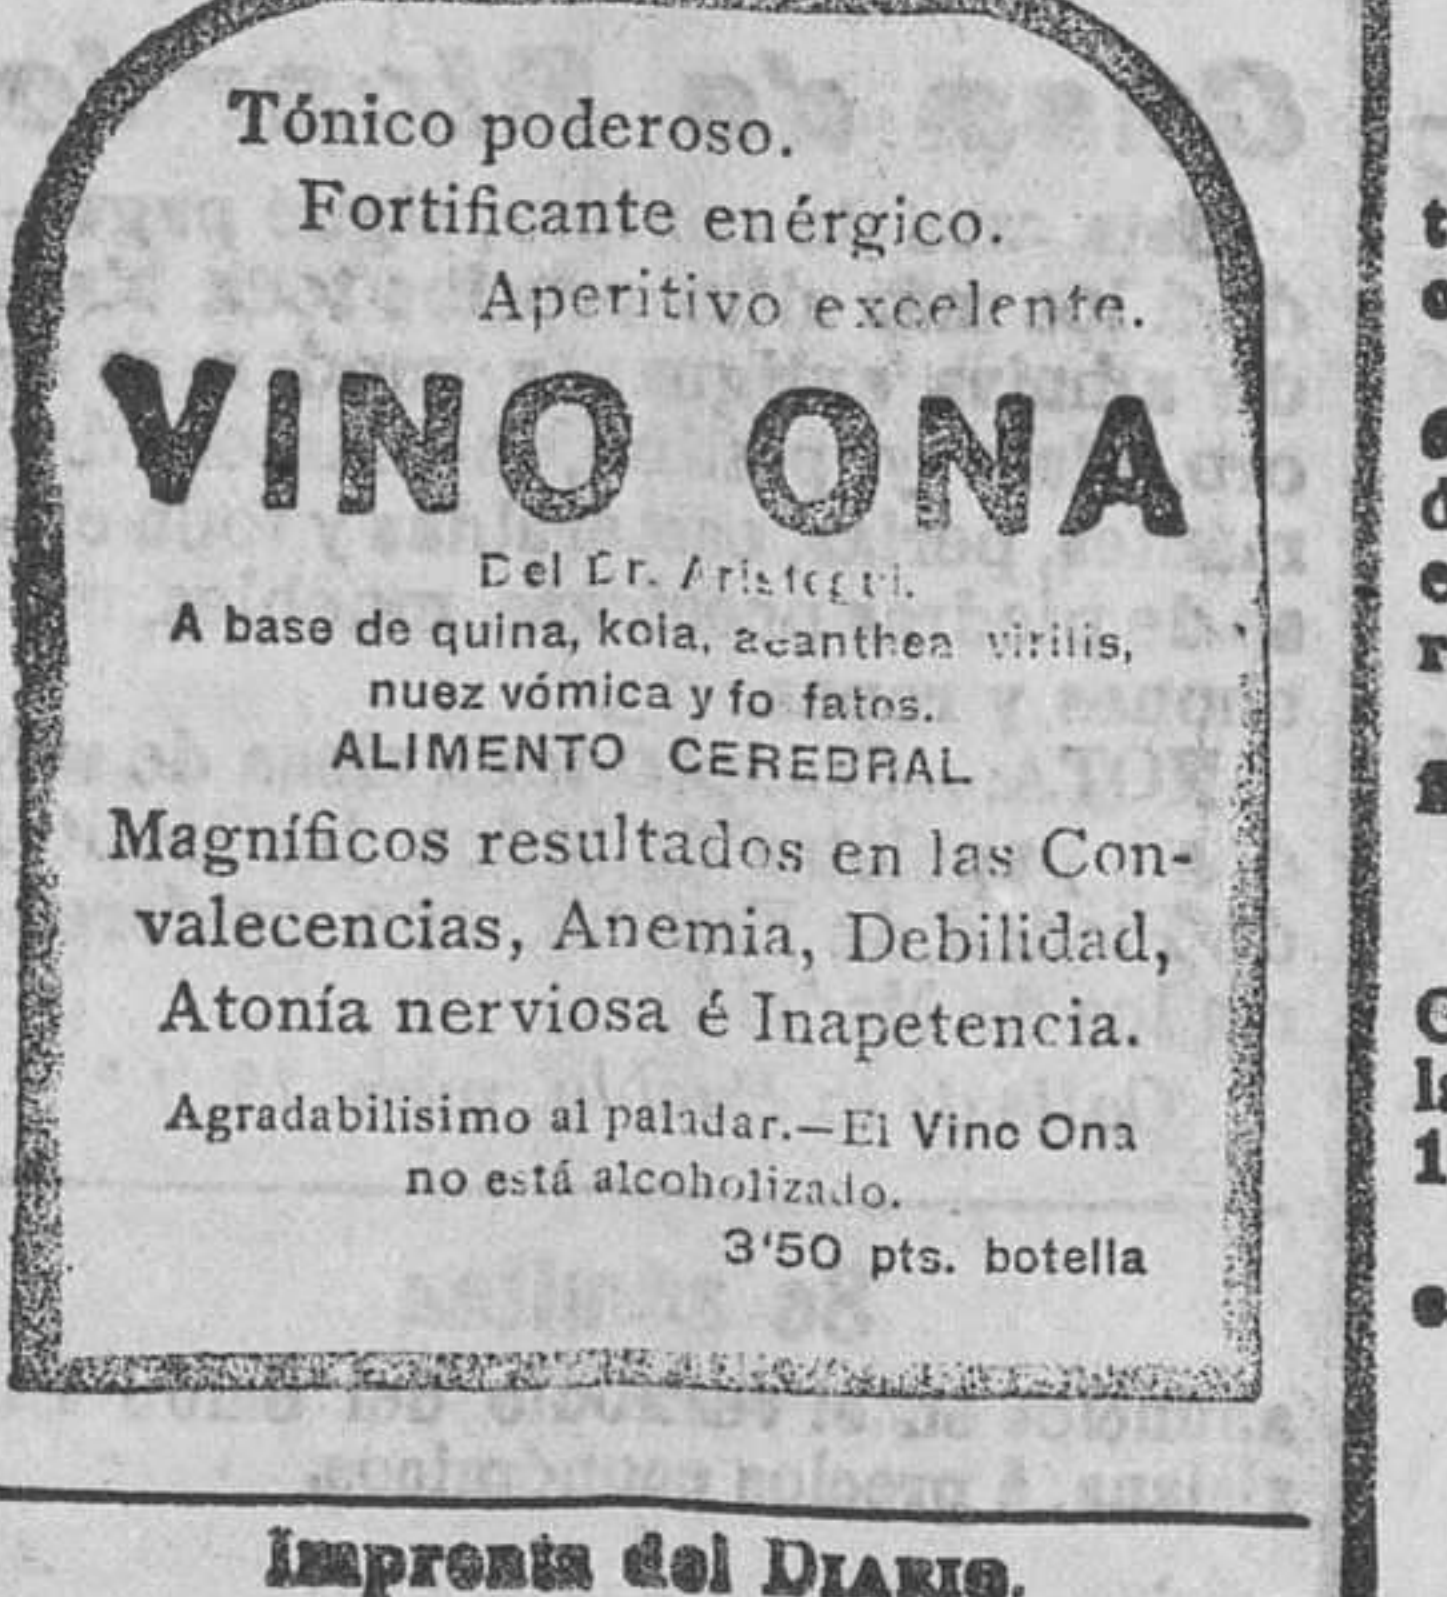 Tónico poderoso.
Fortificante enérgico.
Aperitivo excelente.
VINO ONA
Del Dr. Aristegui.
A base de quina, kola, acanthea virilis,
nuez vómica y fo fatos.
ALIMENTO CEREBRAL
Magníficos resultados en las Con-
valecencias, Anemia, Debilidad,
Atonía nerviosa é Inapetencia.
Agradabilisimo al paladar.—El Vino Ona
no está alcoholizado.
3'50 pts. botella
Imprenta del DIARIO.